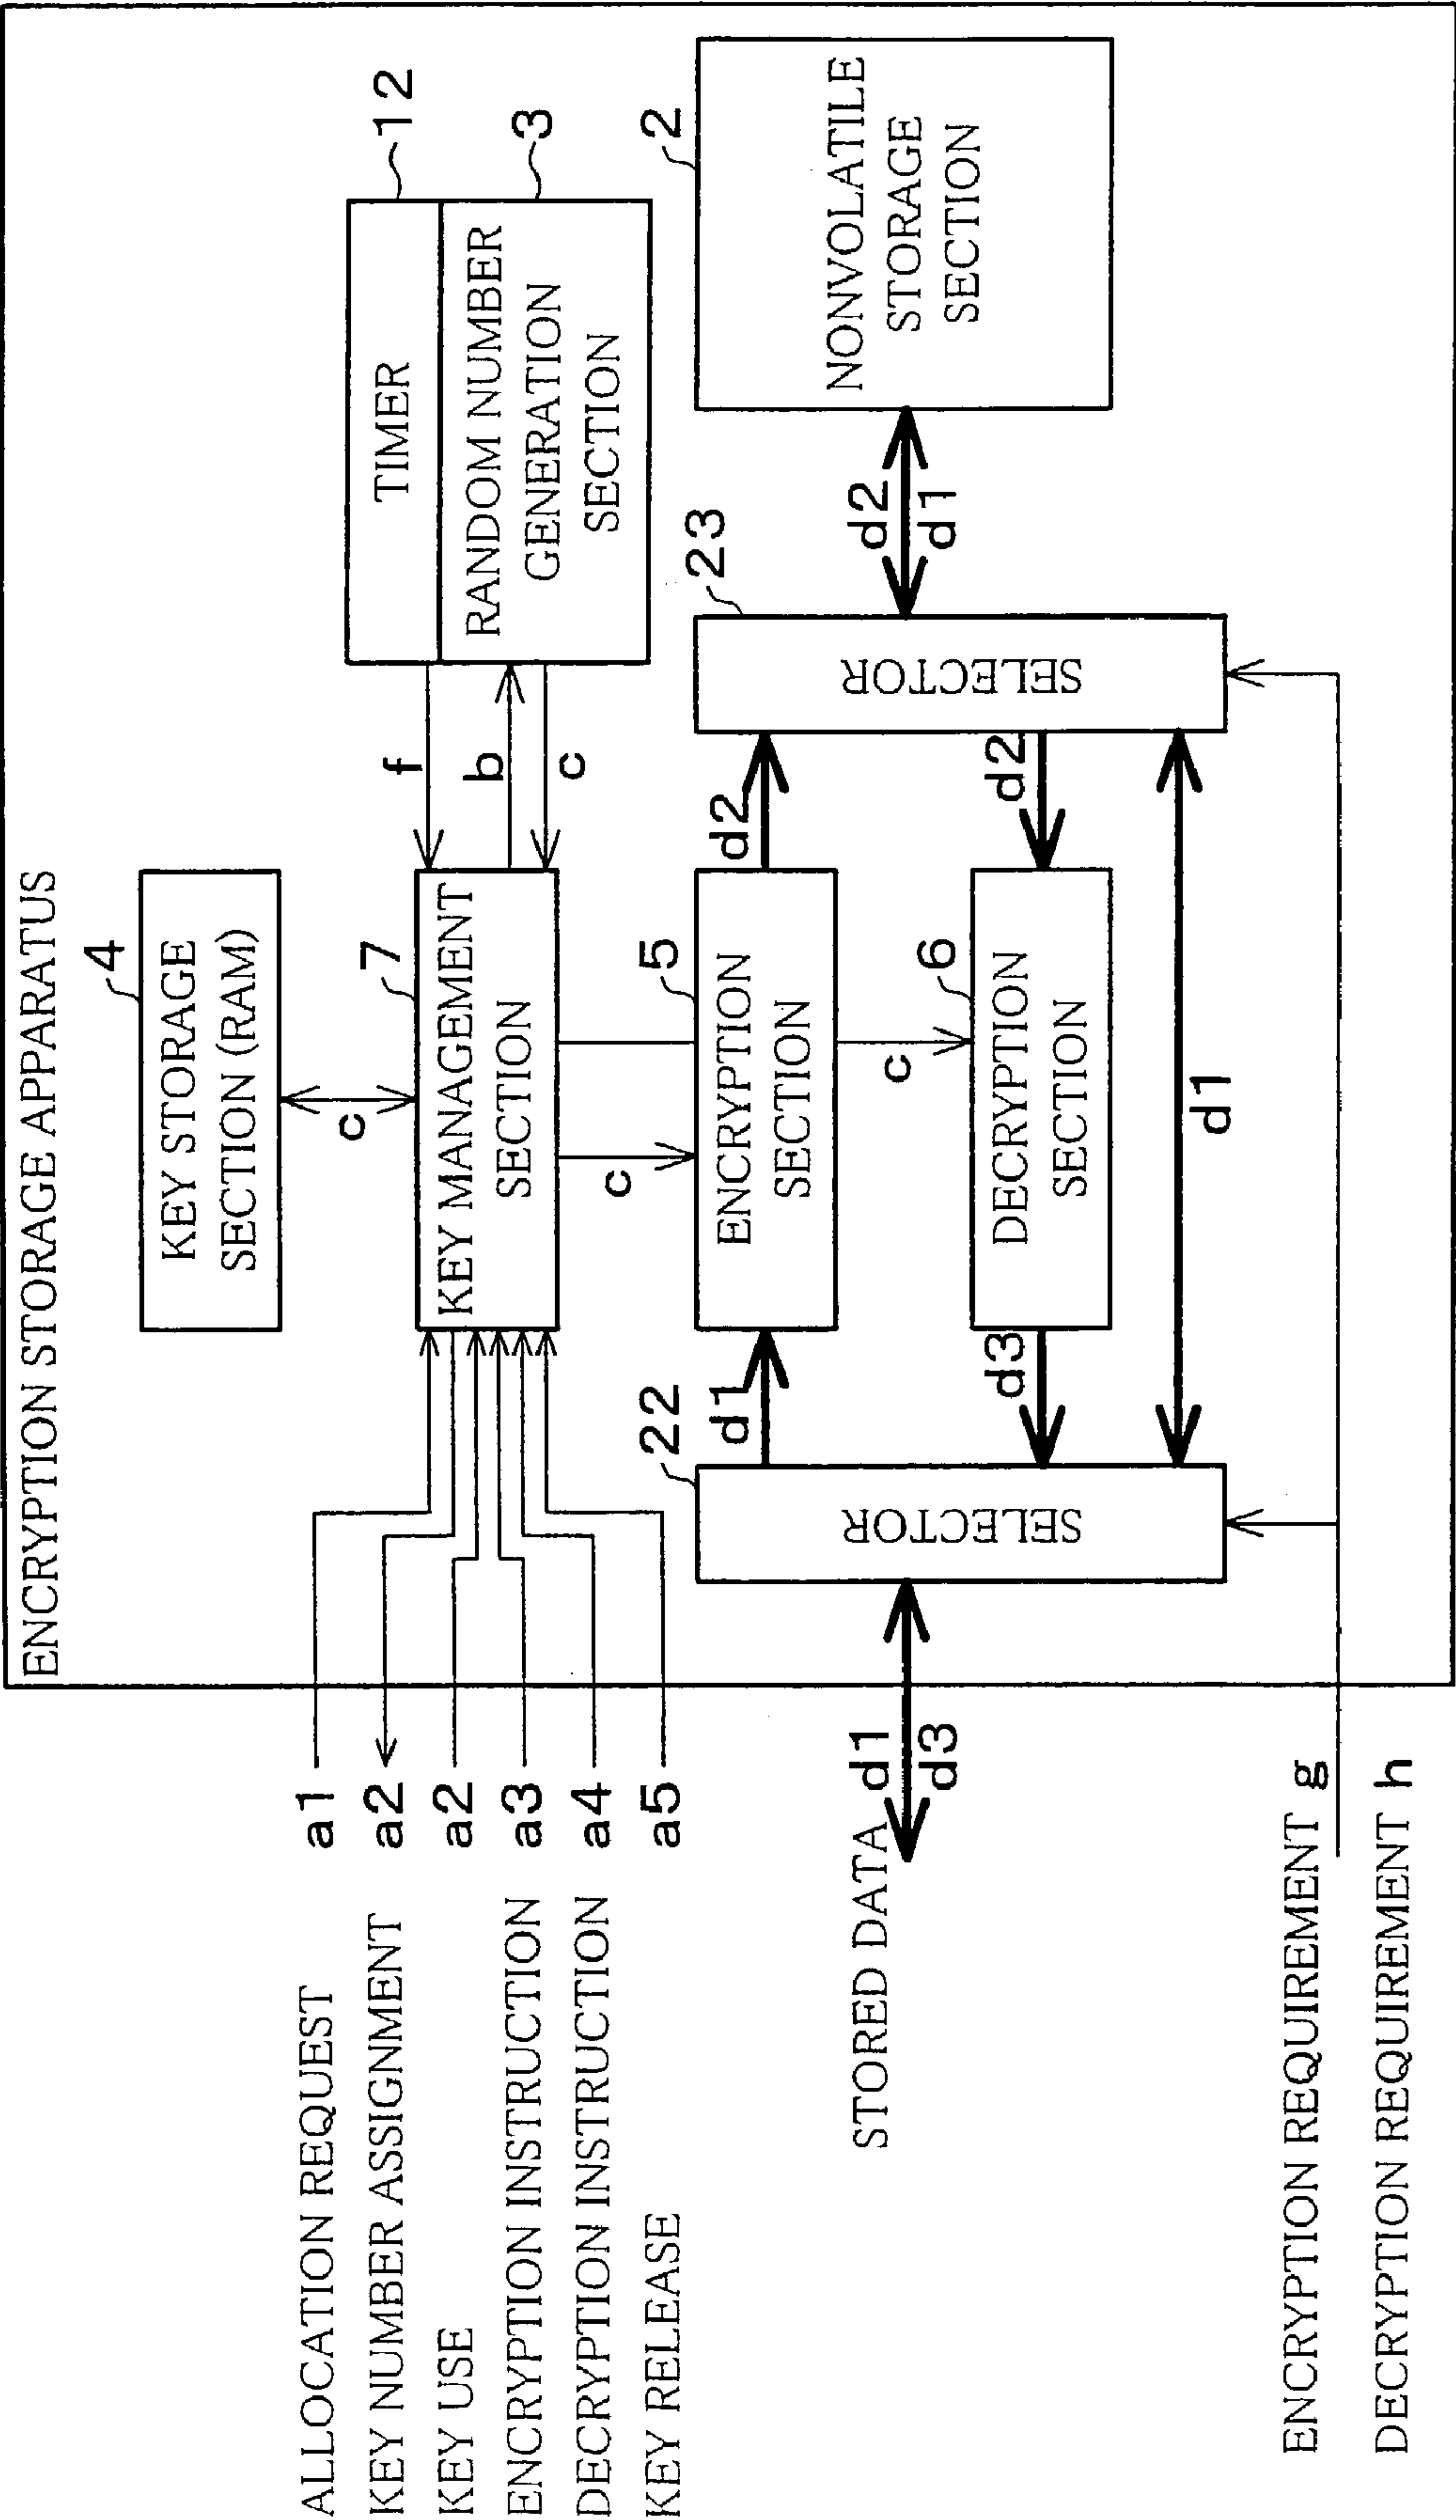 ENCRYPTION STORAGE APPARATUS
4
KEY STORAGE
SECTION (RAM)
c
12
TIMER
3
RANDOM NUMBER
GENERATION
SECTION
f
b
c
7
KEY MANAGEMENT
SECTION
ALLOCATION REQUEST a1
KEY NUMBER ASSIGNMENT a2
KEY USE a2
ENCRYPTION INSTRUCTION a3
DECRYPTION INSTRUCTION a4
KEY RELEASE a5
c
5
ENCRYPTION
SECTION
22
SELECTOR
d1
d2
23
SELECTOR
2
NONVOLATILE
STORAGE
SECTION
d2
d1
STORED DATA
d1
d3
c
6
DECRYPTION
SECTION
d3
d2
d1
ENCRYPTION REQUIREMENT g
DECRYPTION REQUIREMENT h